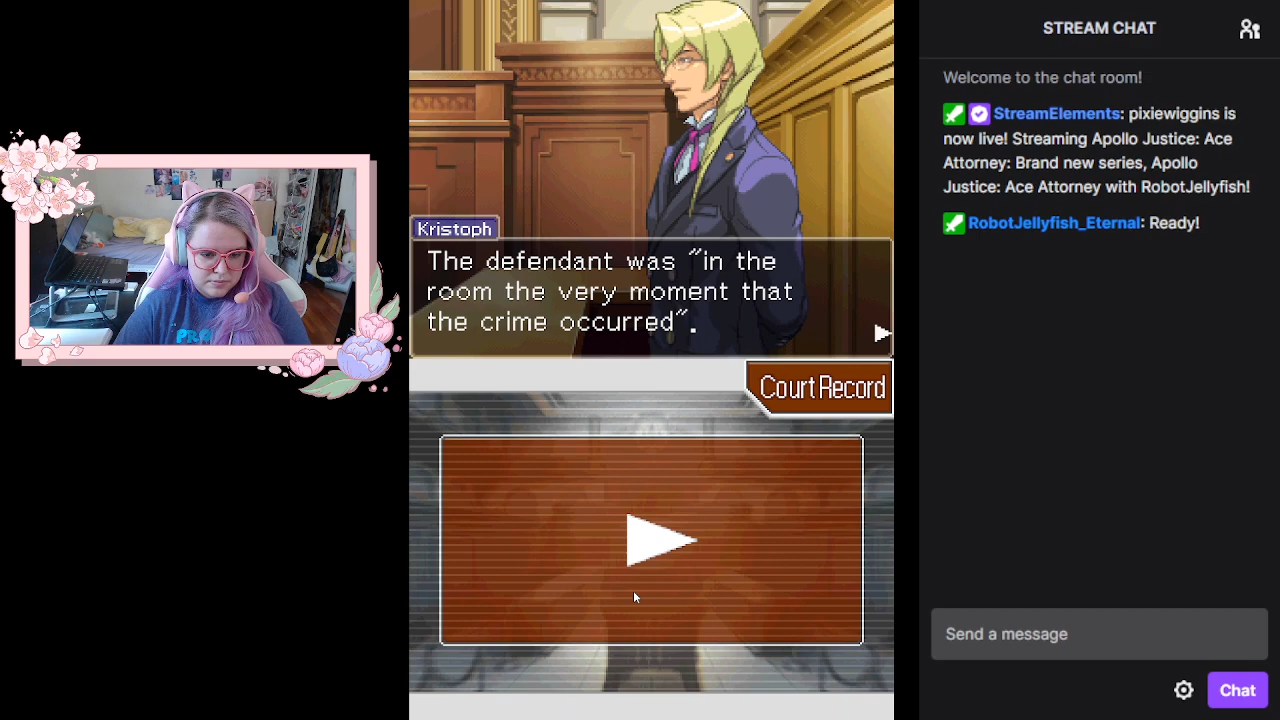 Kristoph
The defendant was "in the
room the very moment that
the crime occurred".
Court Record
PRO
STREAM CHAT
Welcome to the chat room!
StreamElements: pixiewiggins is
now live! Streaming Apollo Justice: Ace
Attorney: Brand new series, Apollo
Justice: Ace Attorney with RobotJellyfish!
RobotJellyfish_Eternal: Ready!
Send a message
Chat